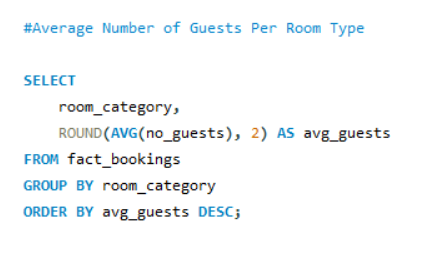 #Average Number of Guests Per Room Type
SELECT
room_category,
ROUND(AVG(no_guests), 2) AS avg_guests
FROM fact_bookings
GROUP BY room_category
ORDER BY avg_guests DESC;